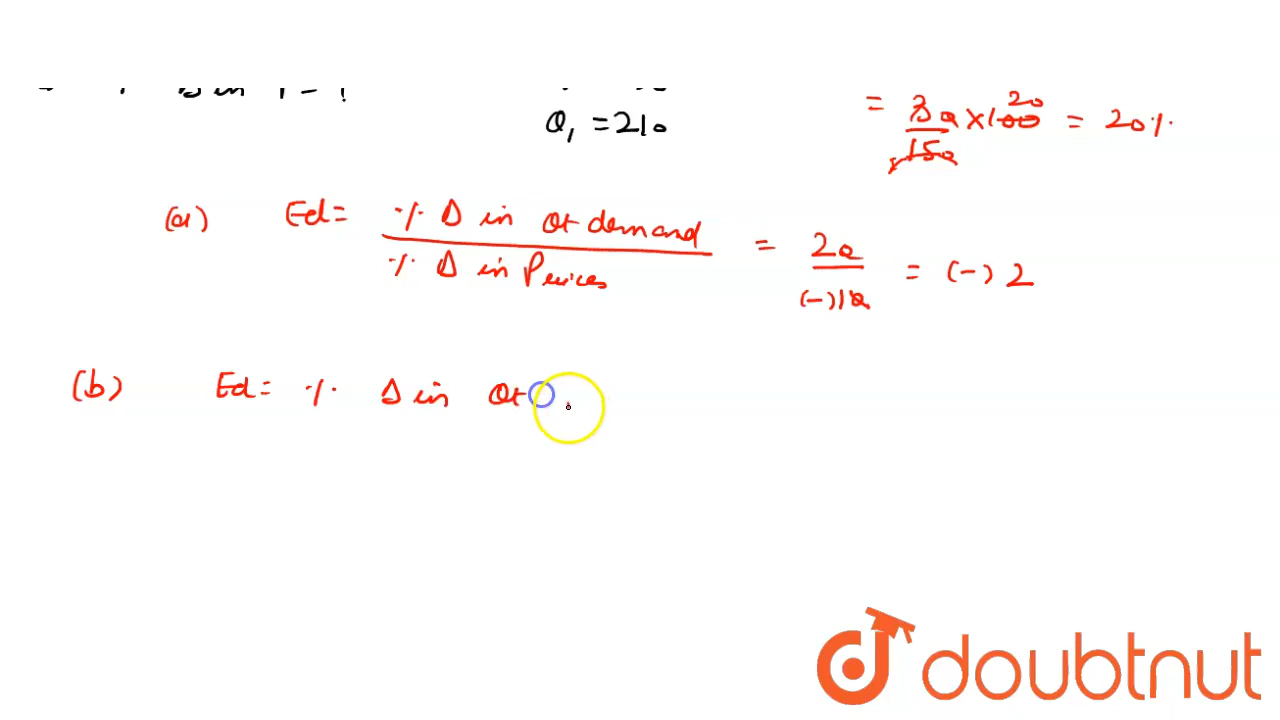 Q₁ = 210
= 30/150 × 100 20 = 20%
(a) Ed = % Δ in Qt demand / % Δ in Prices = 20 / (-)10 = (-) 2
(b) Ed = % Δ in Qt
doubtnut